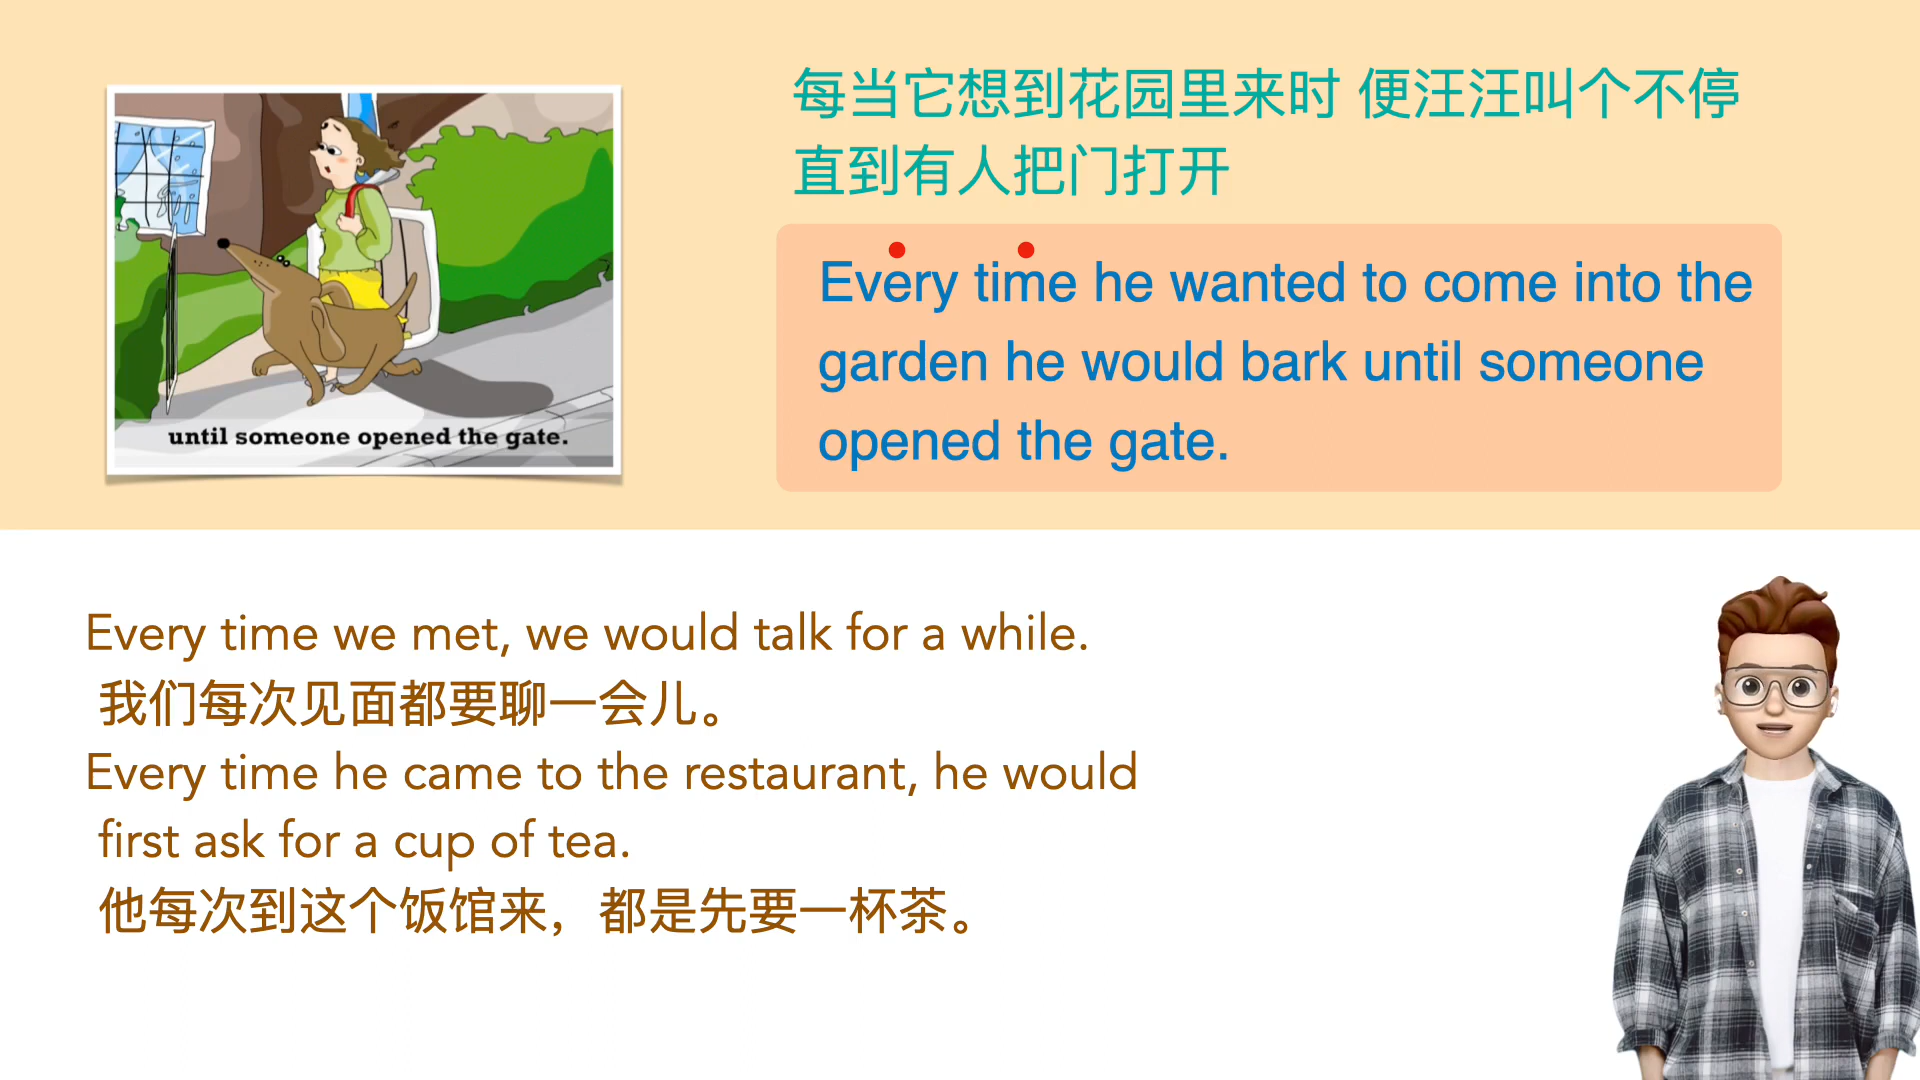 每当它想到花园里来时 便汪汪叫个不停
直到有人把门打开
until someone opened the gate.
Every time he wanted to come into the
garden he would bark until someone
opened the gate.
Every time we met, we would talk for a while.
我们每次见面都要聊一会儿。
Every time he came to the restaurant, he would
first ask for a cup of tea.
他每次到这个饭馆来，都是先要一杯茶。